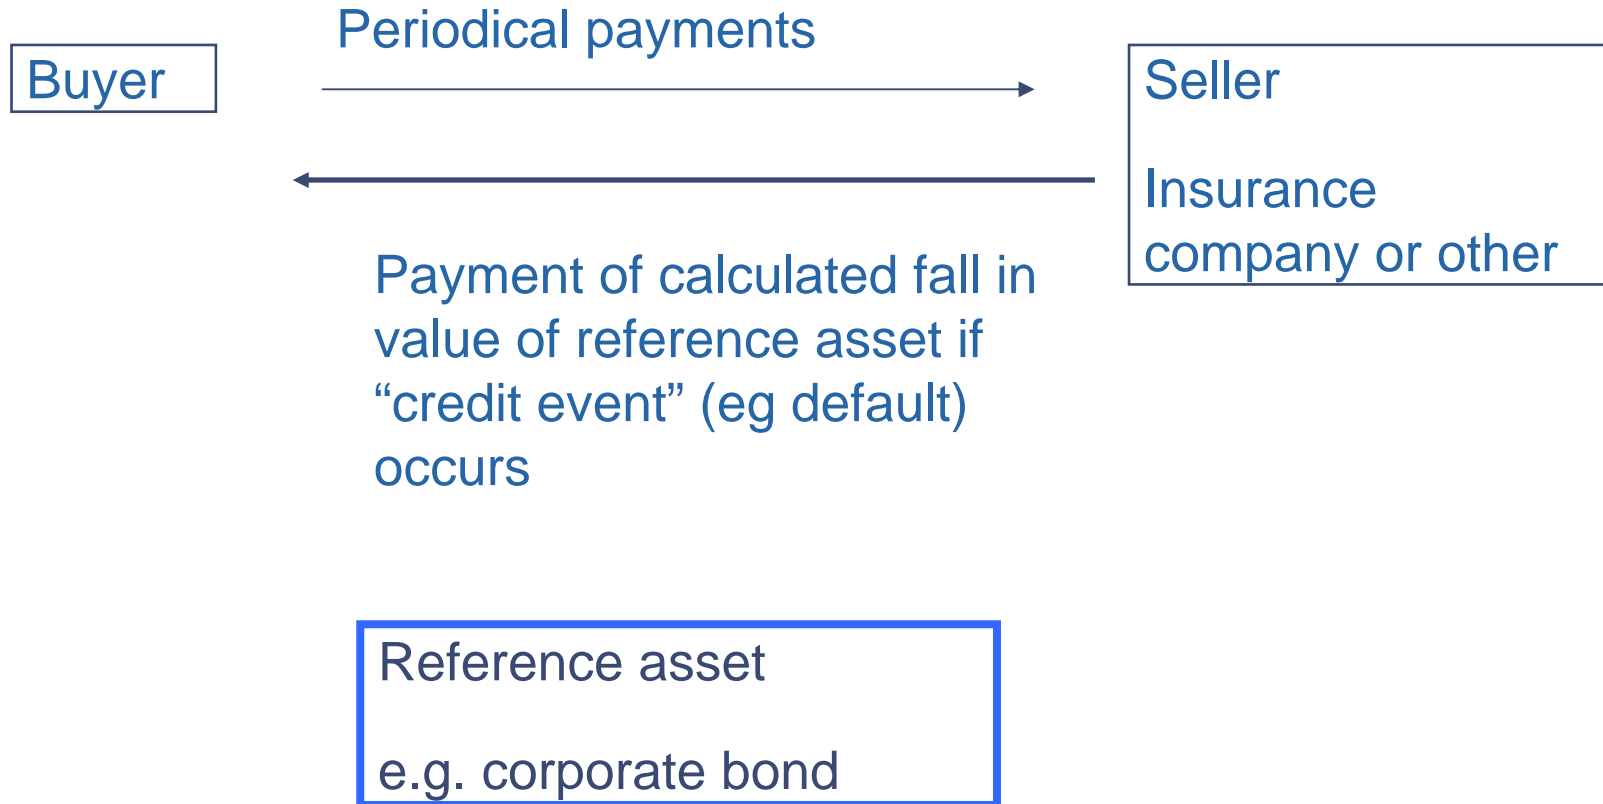 Periodical payments
Buyer
Seller
Insurance
company or other
Payment of calculated fall in
value of reference asset if
“credit event” (eg default)
occurs
Reference asset
e.g. corporate bond